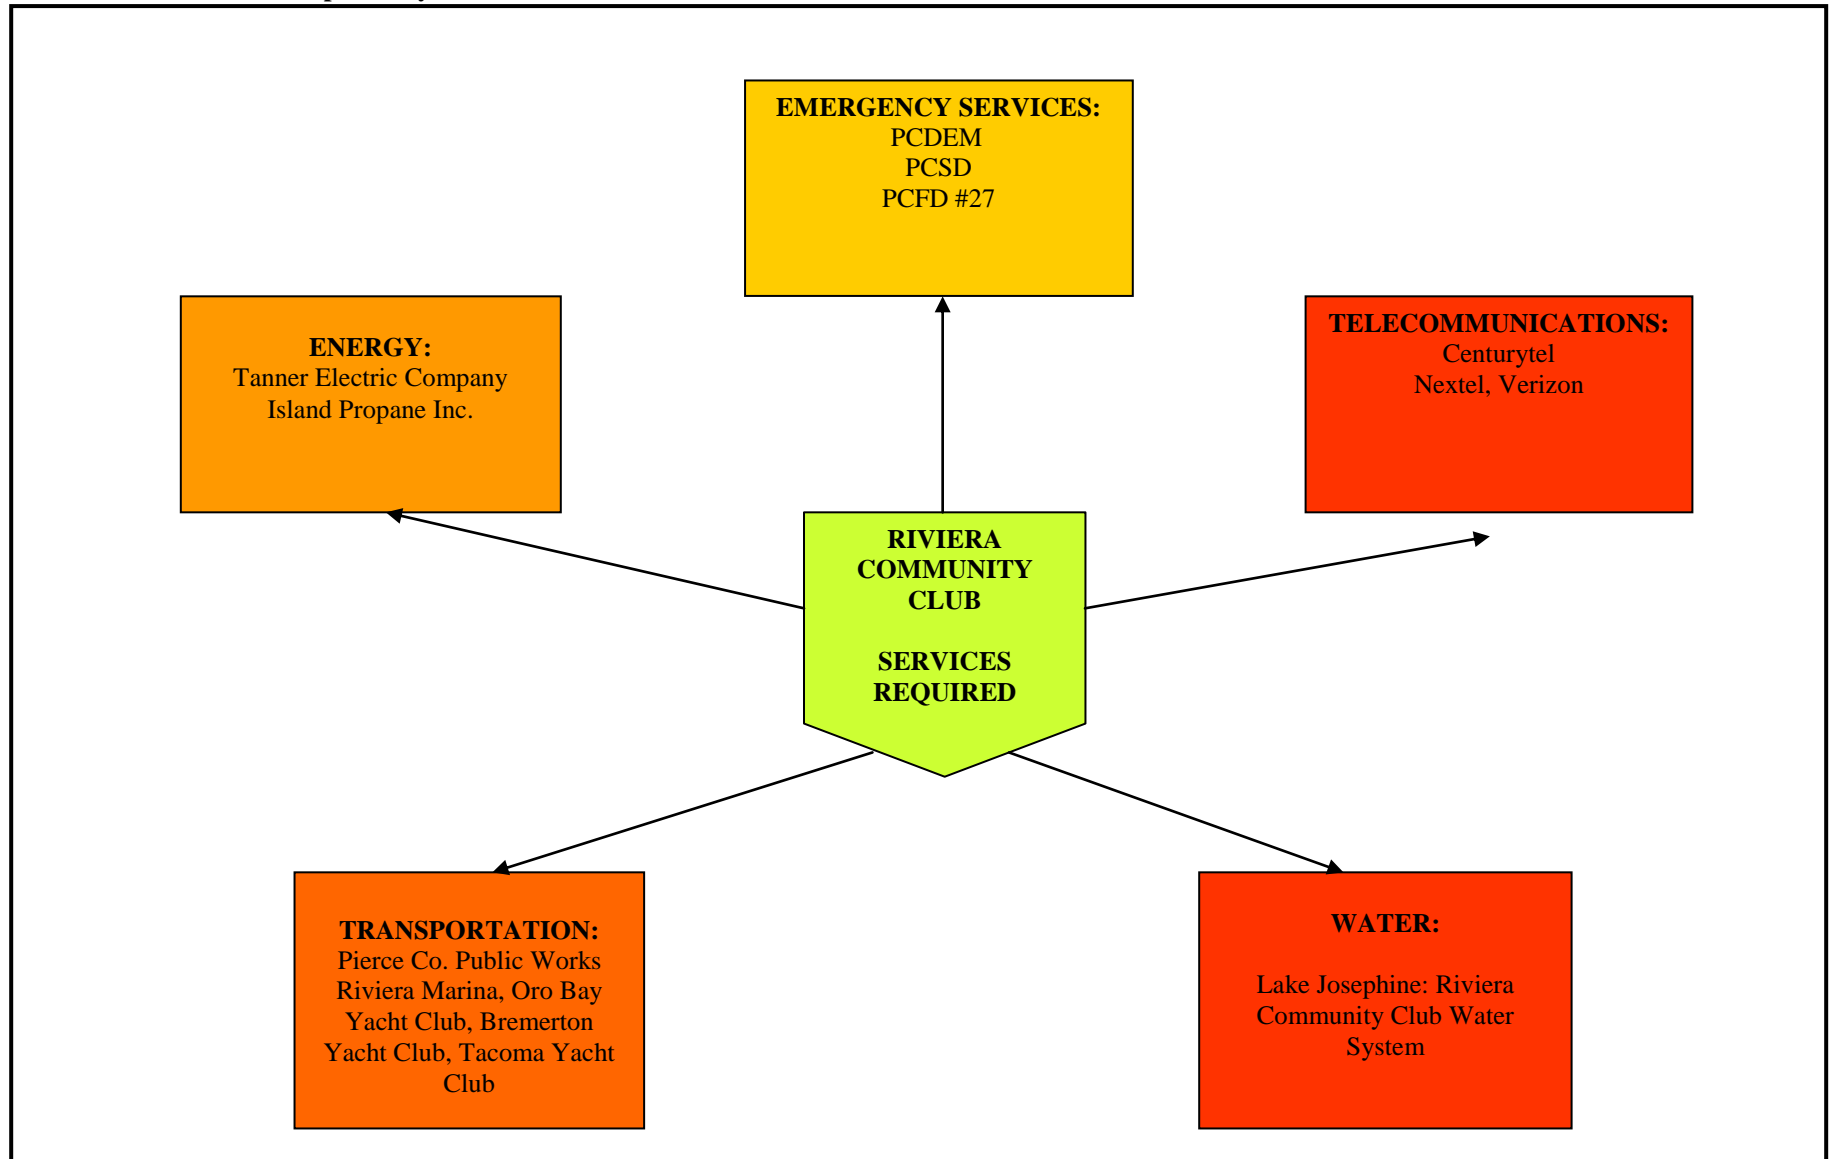 EMERGENCY SERVICES:
PCDEM
PCSD
PCFD #27
ENERGY:
Tanner Electric Company
Island Propane Inc.
TELECOMMUNICATIONS:
Centurytel
Nextel, Verizon
RIVIERA
COMMUNITY
CLUB
SERVICES
REQUIRED
TRANSPORTATION:
Pierce Co. Public Works
Riviera Marina, Oro Bay
Yacht Club, Bremerton
Yacht Club, Tacoma Yacht
Club
WATER:
Lake Josephine: Riviera
Community Club Water
System